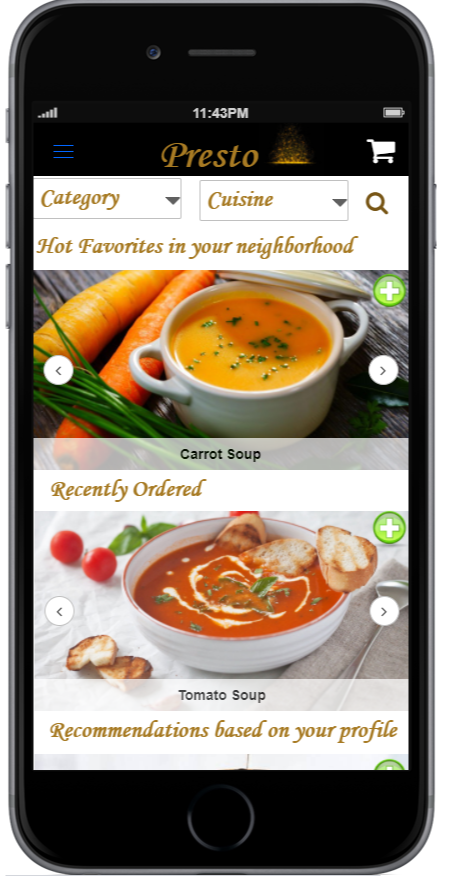 11:43PM
Presto
Category
Cuisine
Hot Favorites in your neighborhood
Carrot Soup
Recently Ordered
Tomato Soup
Recommendations based on your profile